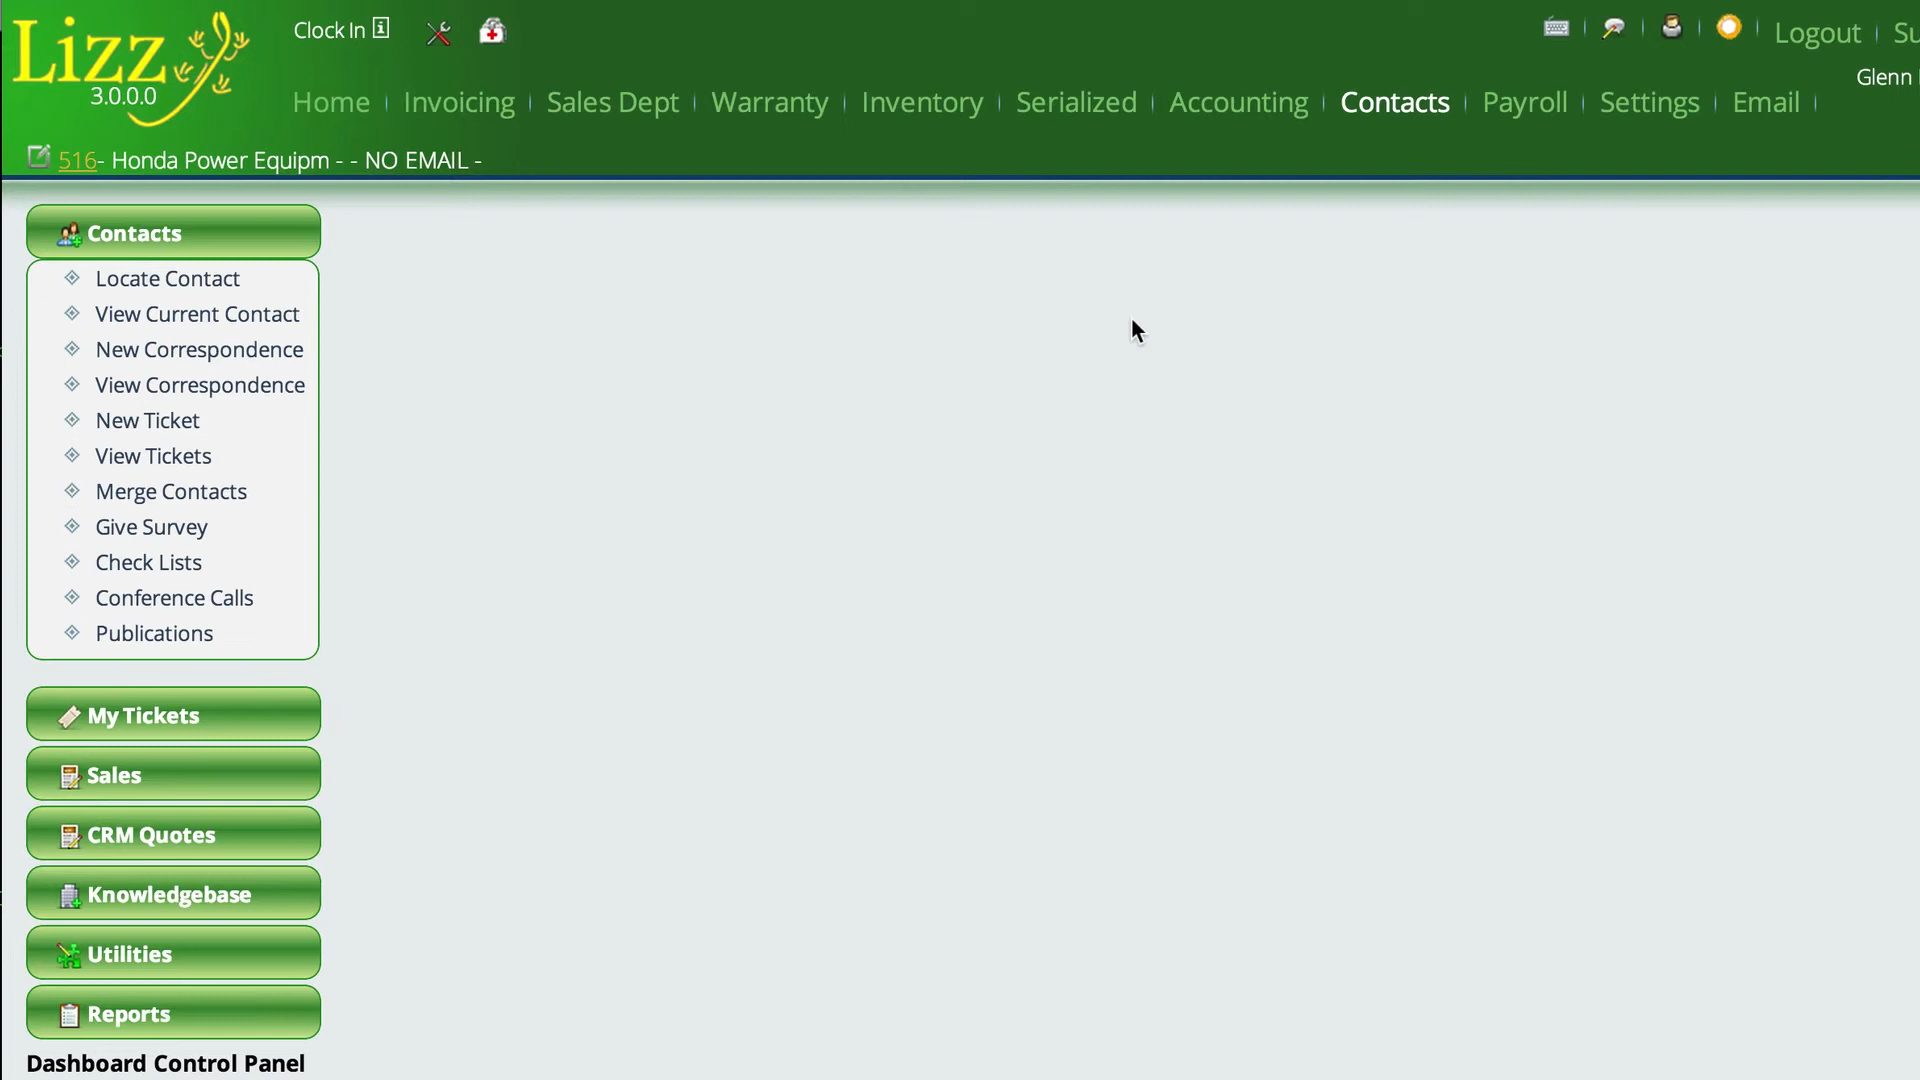 Lizz
3.0.0.0
Clock In
Logout
Su
Glenn
Home Invoicing Sales Dept Warranty Inventory Serialized Accounting Contacts Payroll Settings Email
516- Honda Power Equipm - - NO EMAIL -
Contacts
Locate Contact
View Current Contact
New Correspondence
View Correspondence
New Ticket
View Tickets
Merge Contacts
Give Survey
Check Lists
Conference Calls
Publications
My Tickets
Sales
CRM Quotes
Knowledgebase
Utilities
Reports
Dashboard Control Panel